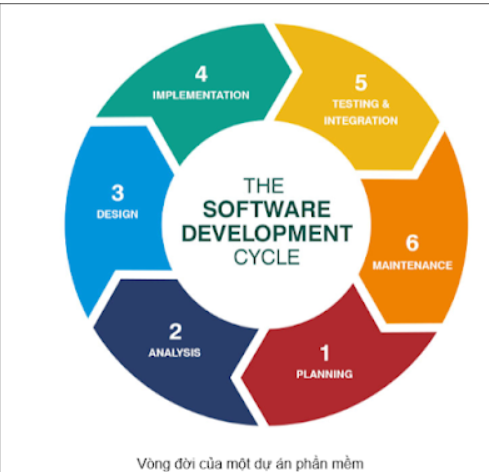 THE
SOFTWARE
DEVELOPMENT
CYCLE
1
PLANNING
2
ANALYSIS
3
DESIGN
4
IMPLEMENTATION
5
TESTING &
INTEGRATION
6
MAINTENANCE
Vòng đời của một dự án phần mềm